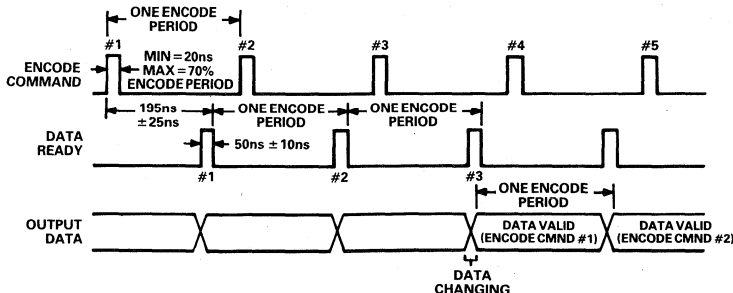 ONE ENCODE
PERIOD
#1
#2
#3
#4
#5
ENCODE
COMMAND
MIN = 20ns
MAX = 70%
ENCODE PERIOD
195ns
±25ns
ONE ENCODE
PERIOD
ONE ENCODE
PERIOD
DATA
READY
50ns ± 10ns
#1
#2
#3
ONE ENCODE
PERIOD
OUTPUT
DATA
DATA VALID
(ENCODE CMND #1)
DATA VALID
(ENCODE CMND #2)
DATA
CHANGING